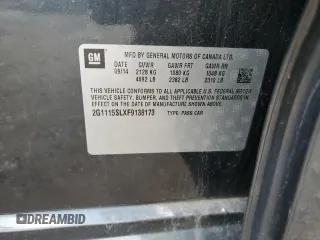 GM
MFD BY GENERAL MOTORS OF CANADA LTD.
DATE GVWR GAWR FRT GAWR RR
09/14 2128 KG 1080 KG 1048 KG
4692 LB 2382 LB 2310 LB
THIS VEHICLE CONFORMS TO ALL APPLICABLE U.S. FEDERAL MOTOR
VEHICLE SAFETY, BUMPER, AND THEFT PREVENTION STANDARDS
IN EFFECT ON THE DATE OF MANUFACTURE SHOWN ABOVE.
2G1115SLXF9138173 TYPE: PASS CAR
DREAMBID